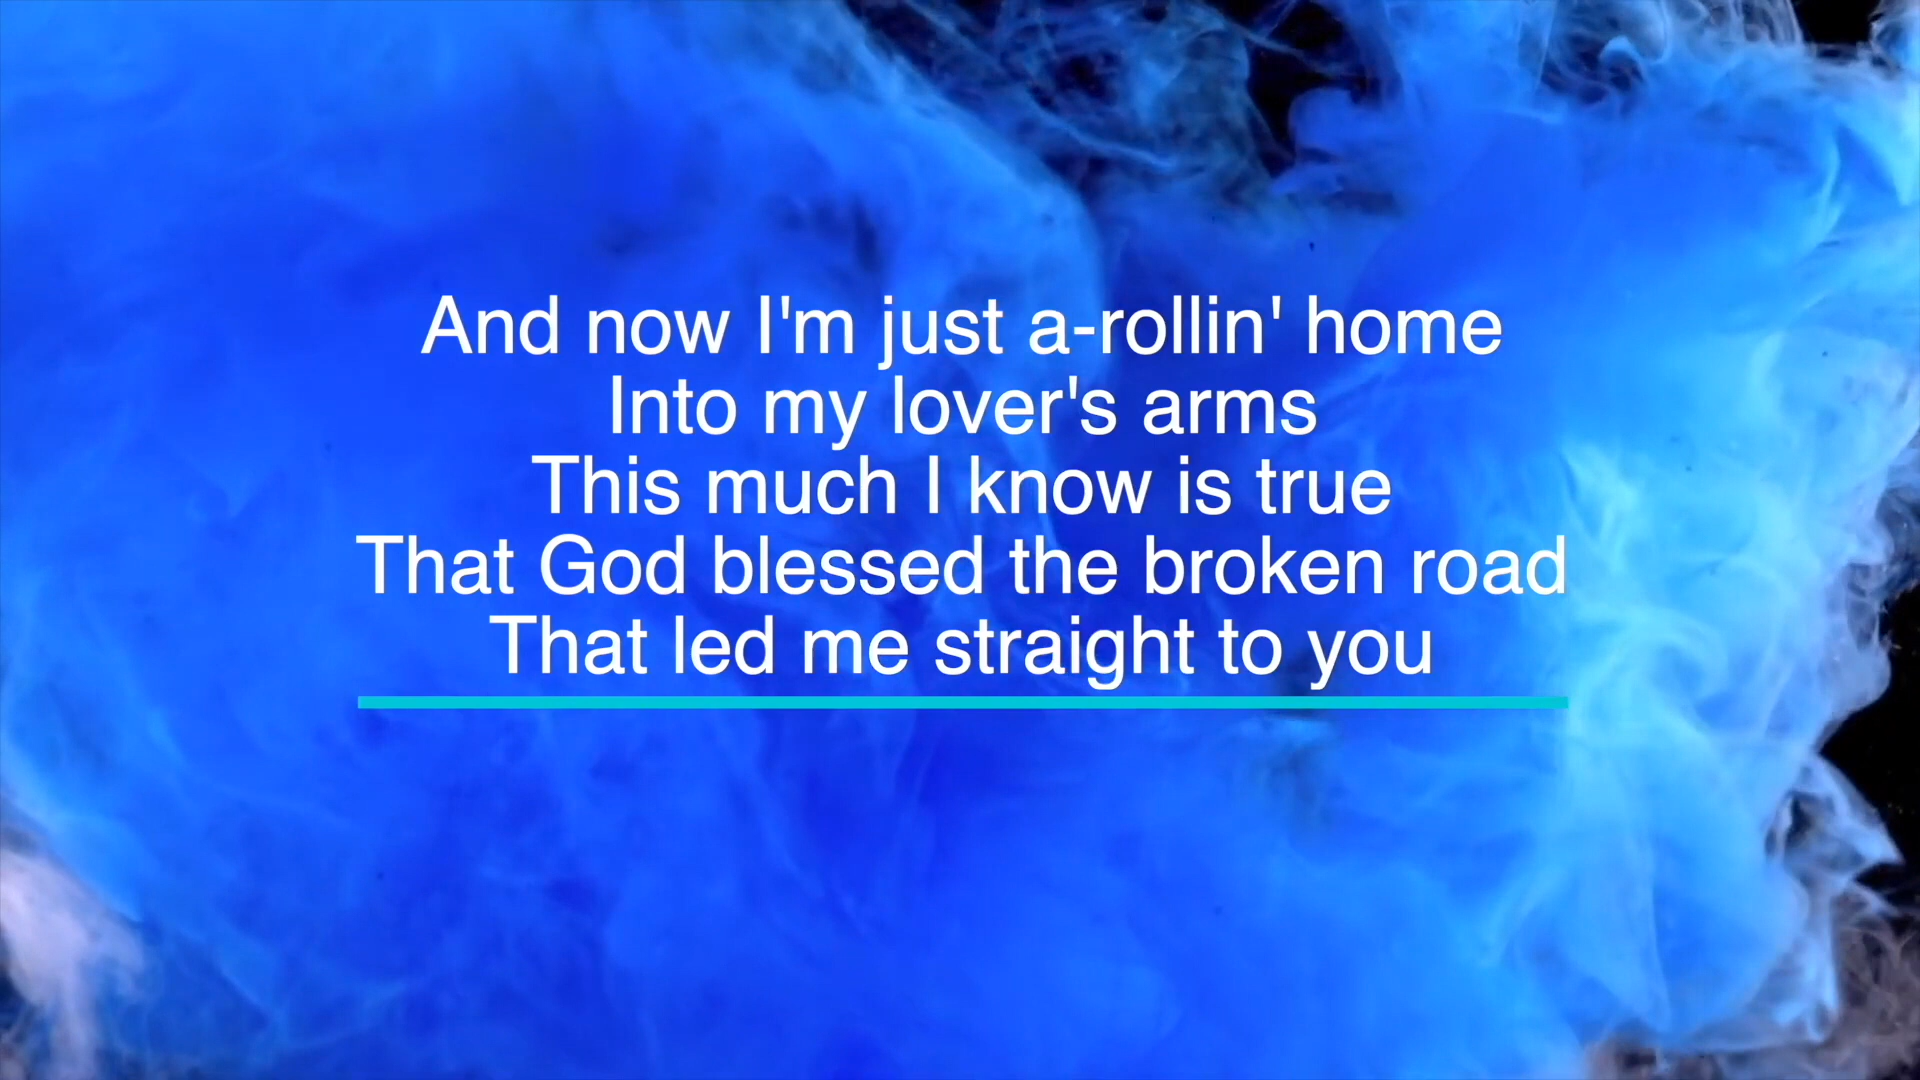 And now I'm just a-rollin' home
Into my lover's arms
This much I know is true
That God blessed the broken road
That led me straight to you